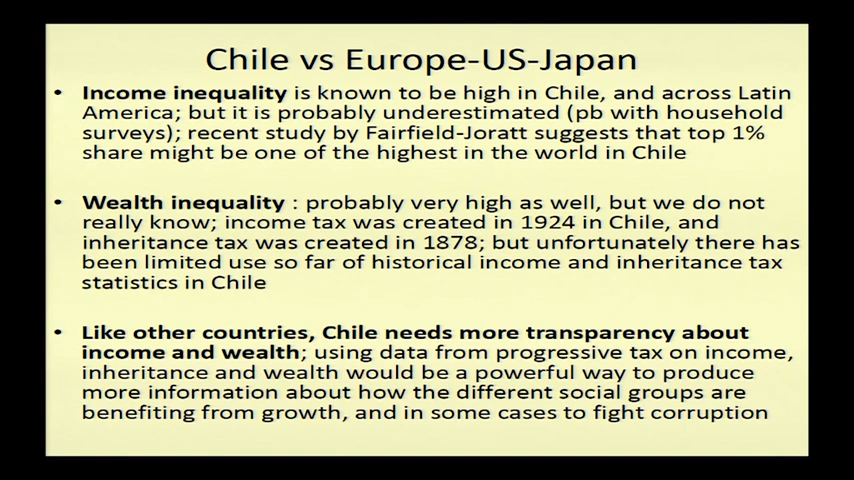 Chile vs Europe-US-Japan
• Income inequality is known to be high in Chile, and across Latin
America; but it is probably underestimated (pb with household
surveys); recent study by Fairfield-Joratt suggests that top 1%
share might be one of the highest in the world in Chile
• Wealth inequality : probably very high as well, but we do not
really know; income tax was created in 1924 in Chile, and
inheritance tax was created in 1878; but unfortunately there has
been limited use so far of historical income and inheritance tax
statistics in Chile
• Like other countries, Chile needs more transparency about
income and wealth; using data from progressive tax on income,
inheritance and wealth would be a powerful way to produce
more information about how the different social groups are
benefiting from growth, and in some cases to fight corruption